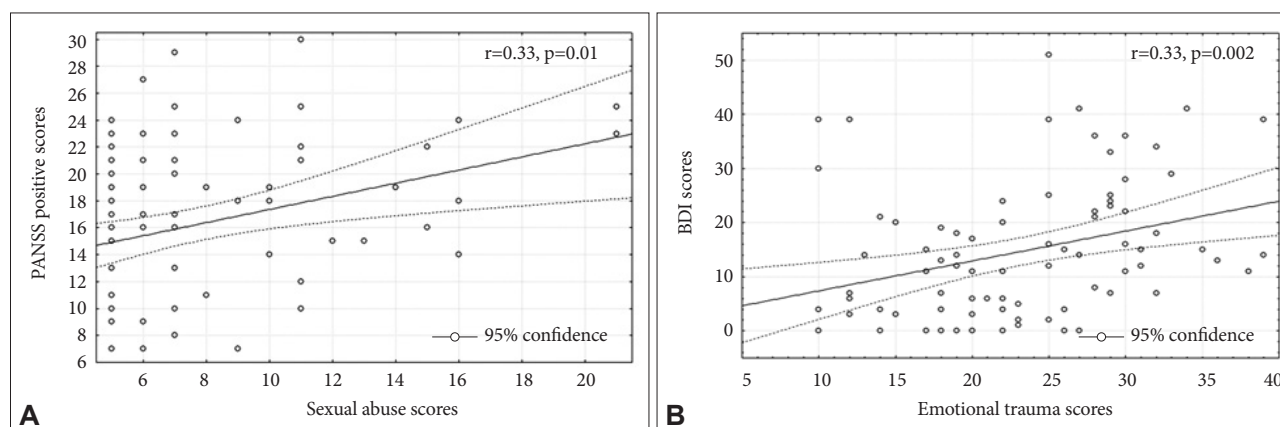 30
28
26
24
22
20
18
16
14
12
10
8
6
PANSS positive scores
r=0.33, p=0.01
95% confidence
6 8 10 12 14 16 18 20
Sexual abuse scores
A
50
40
30
20
10
0
BDI scores
r=0.33, p=0.002
95% confidence
5 10 15 20 25 30 35 40
Emotional trauma scores
B